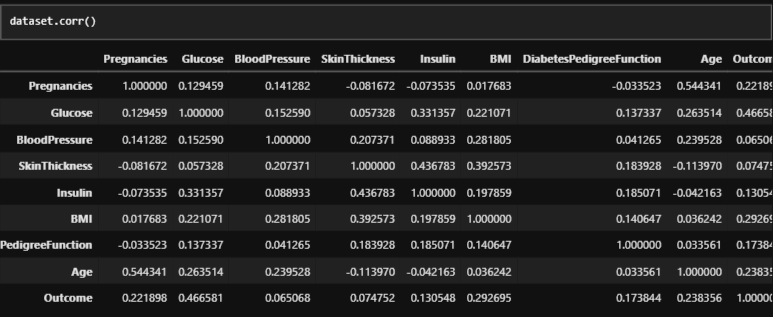 dataset.corr()
Pregnancies Glucose BloodPressure SkinThickness Insulin BMI DiabetesPedigreeFunction Age Outcom
Pregnancies 1.000000 0.129459 0.141282 -0.081672 -0.073535 0.017683 -0.033523 0.544341 0.22189
Glucose 0.129459 1.000000 0.152590 0.057328 0.331357 0.221071 0.137337 0.263514 0.46658
BloodPressure 0.141282 0.152590 1.000000 0.207371 0.088933 0.281805 0.041265 0.239528 0.06506
SkinThickness -0.081672 0.057328 0.207371 1.000000 0.436783 0.392573 0.183928 -0.113970 0.07475
Insulin -0.073535 0.331357 0.088933 0.436783 1.000000 0.197859 0.185071 -0.042163 0.13054
BMI 0.017683 0.221071 0.281805 0.392573 0.197859 1.000000 0.140647 0.036242 0.29269
PedigreeFunction -0.033523 0.137337 0.041265 0.183928 0.185071 0.140647 1.000000 0.033561 0.17384
Age 0.544341 0.263514 0.239528 -0.113970 -0.042163 0.036242 0.033561 1.000000 0.23835
Outcome 0.221898 0.466581 0.065068 0.074752 0.130548 0.292695 0.173844 0.238356 1.00000